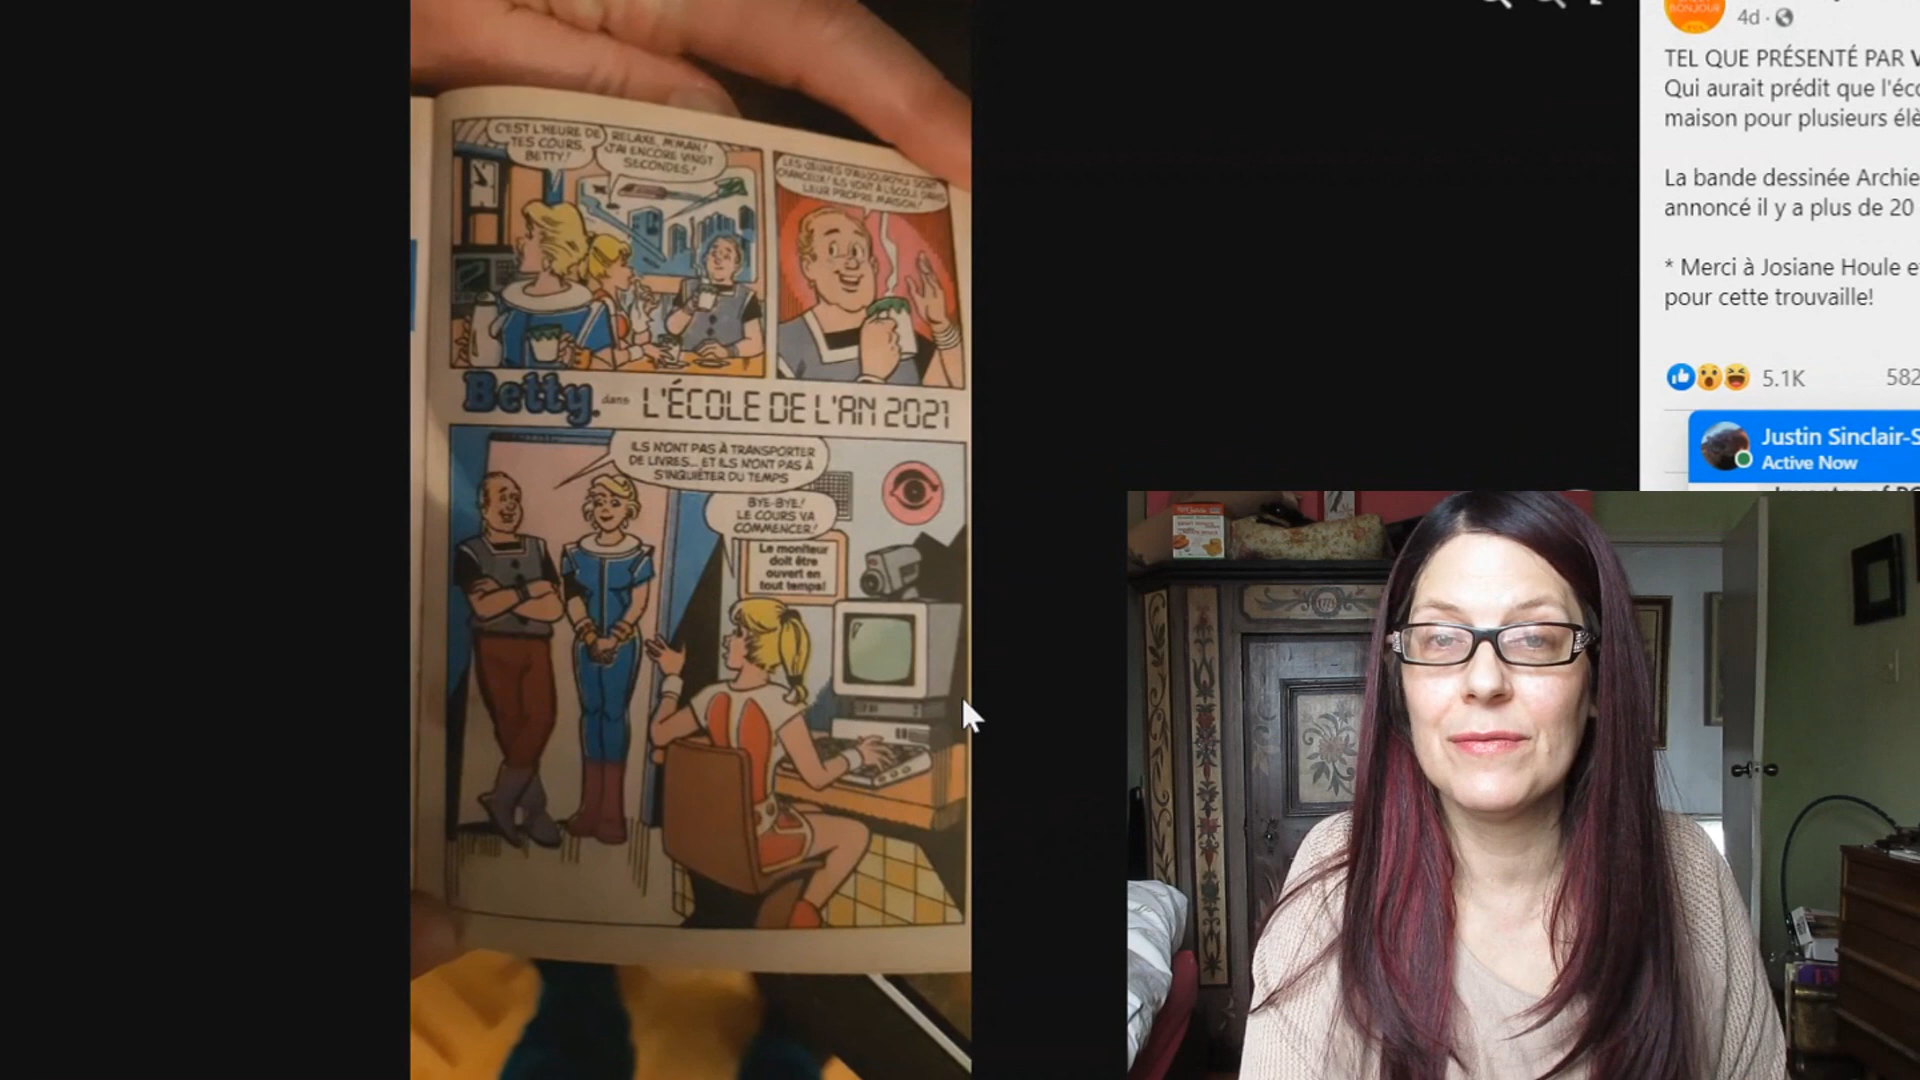 C'EST L'HEURE DE
TES COURS,
BETTY!
RELAXE, M'MAN!
J'AI ENCORE VINGT
SECONDES!
LES JEUNES D'AUJOURD'HUI SONT
CHANCEUX! ILS VONT À L'ÉCOLE DANS
LEUR PROPRE MAISON!
Betty dans L'ÉCOLE DE L'AN 2021
ILS N'ONT PAS À TRANSPORTER
DE LIVRES... ET ILS N'ONT PAS À
S'INQUIÉTER DU TEMPS
BYE-BYE!
LE COURS VA
COMMENCER!
Le moniteur
doit être
ouvert en
tout temps!
BONJOUR
4d
TEL QUE PRÉSENTÉ PAR
Qui aurait prédit que
maison pour plusieurs
La bande dessinée Archie
annoncé il y a plus de 20
* Merci à Josiane Houle
pour cette trouvaille!
5.1K
582
Justin Sinclair-S
Active Now